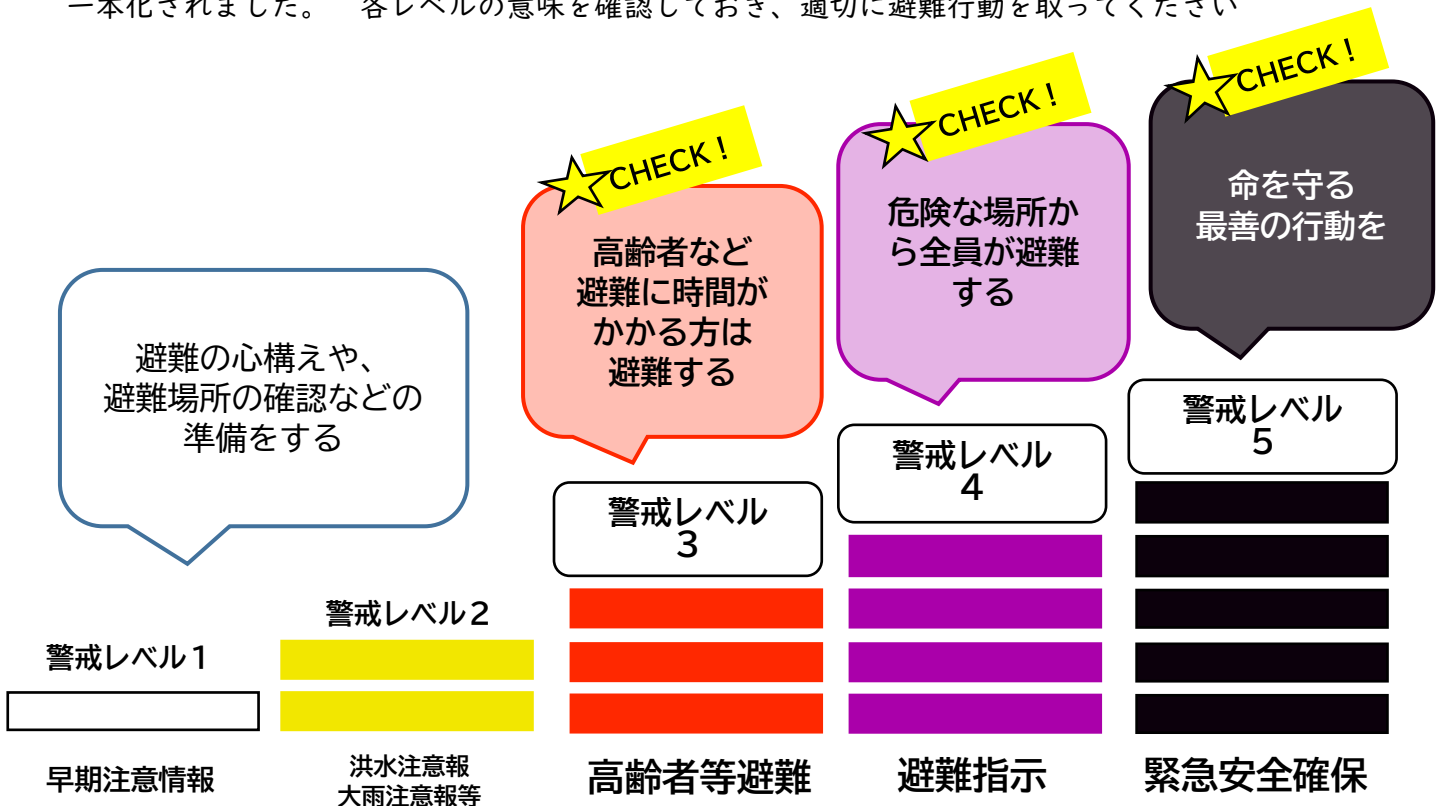 一本化されました。　各レベルの意味を確認しておき、適切に避難行動を取ってください
CHECK！
CHECK！
CHECK！
命を守る
最善の行動を
危険な場所か
ら全員が避難
する
高齢者など
避難に時間が
かかる方は
避難する
避難の心構えや、
避難場所の確認などの
準備をする
警戒レベル
5
警戒レベル
4
警戒レベル
3
警戒レベル２
警戒レベル１
早期注意情報
洪水注意報
大雨注意報等
高齢者等避難
避難指示
緊急安全確保